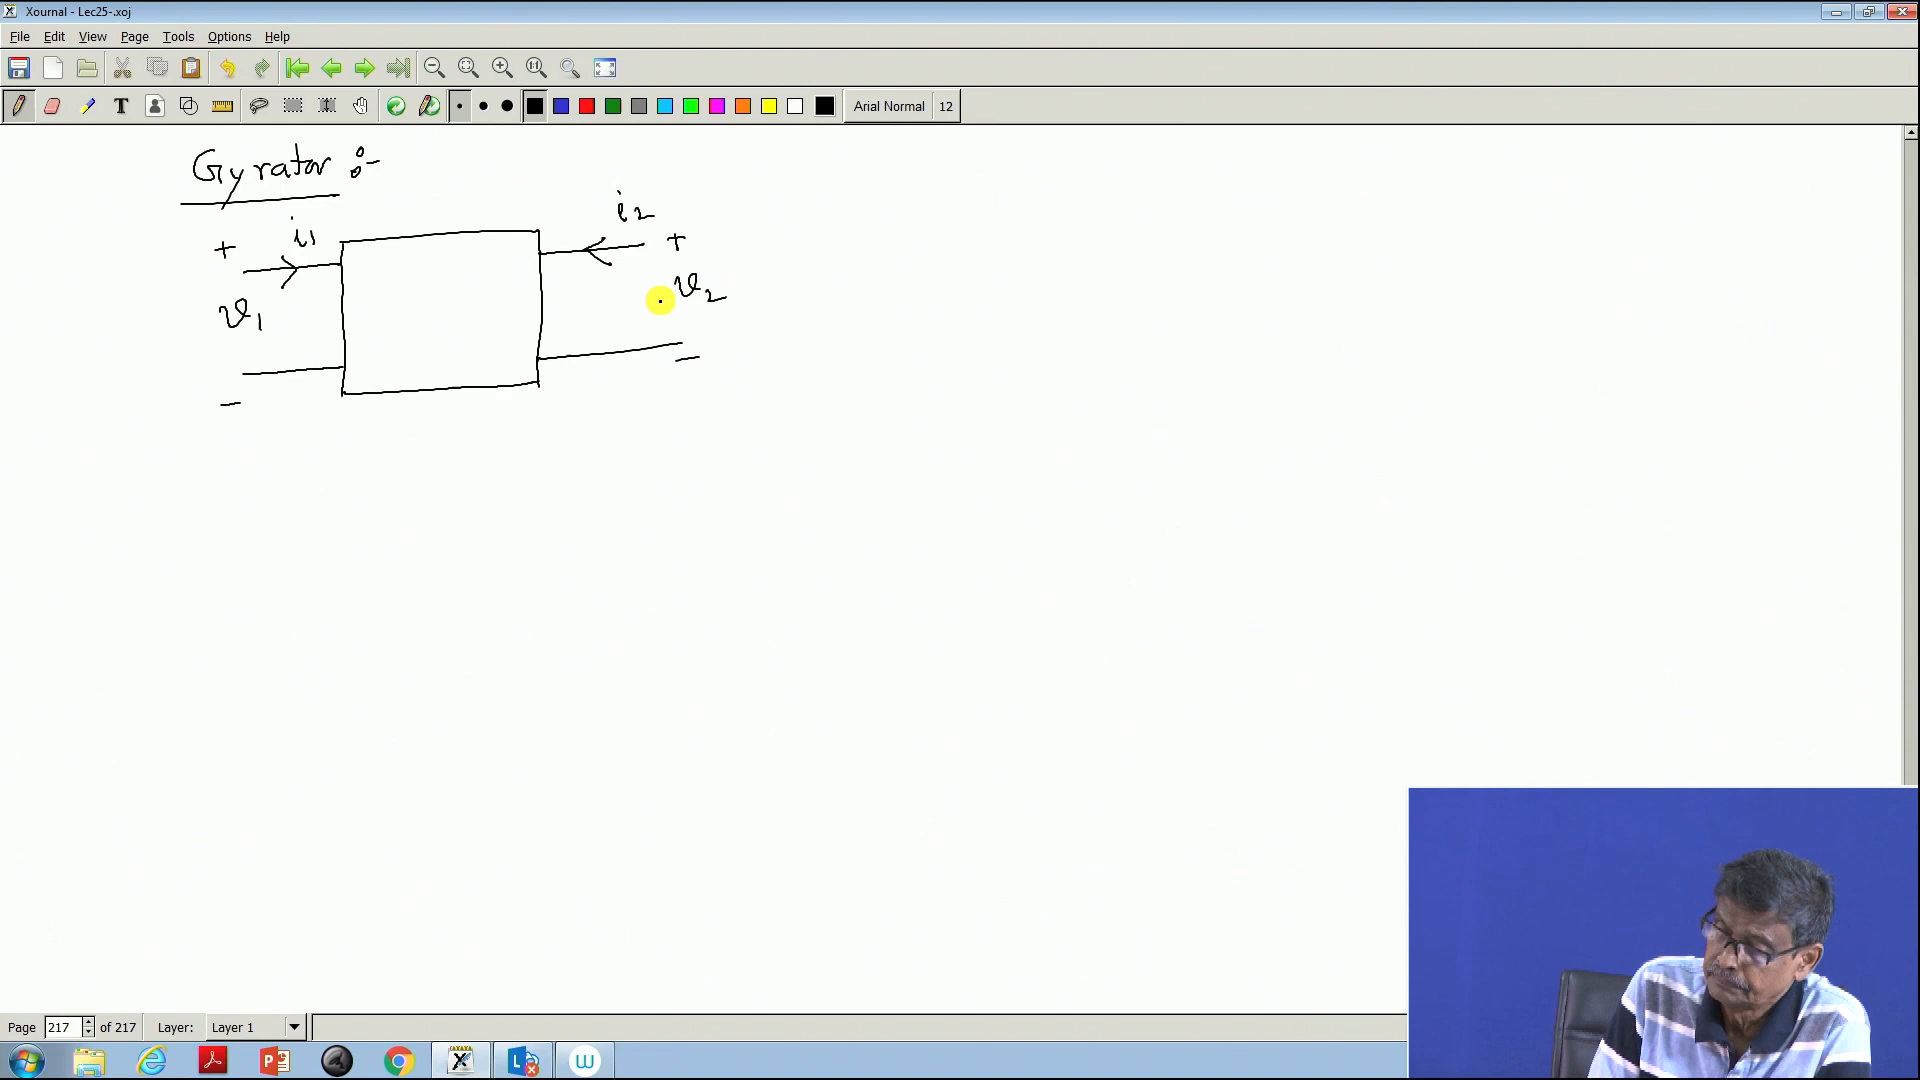 Xournal - Lec25-.xoj
File Edit View Page Tools Options Help
T Arial Normal 12
Gyrator :-
i1
i2
+
+
v1
v2
-
-
Page 217 of 217 Layer: Layer 1